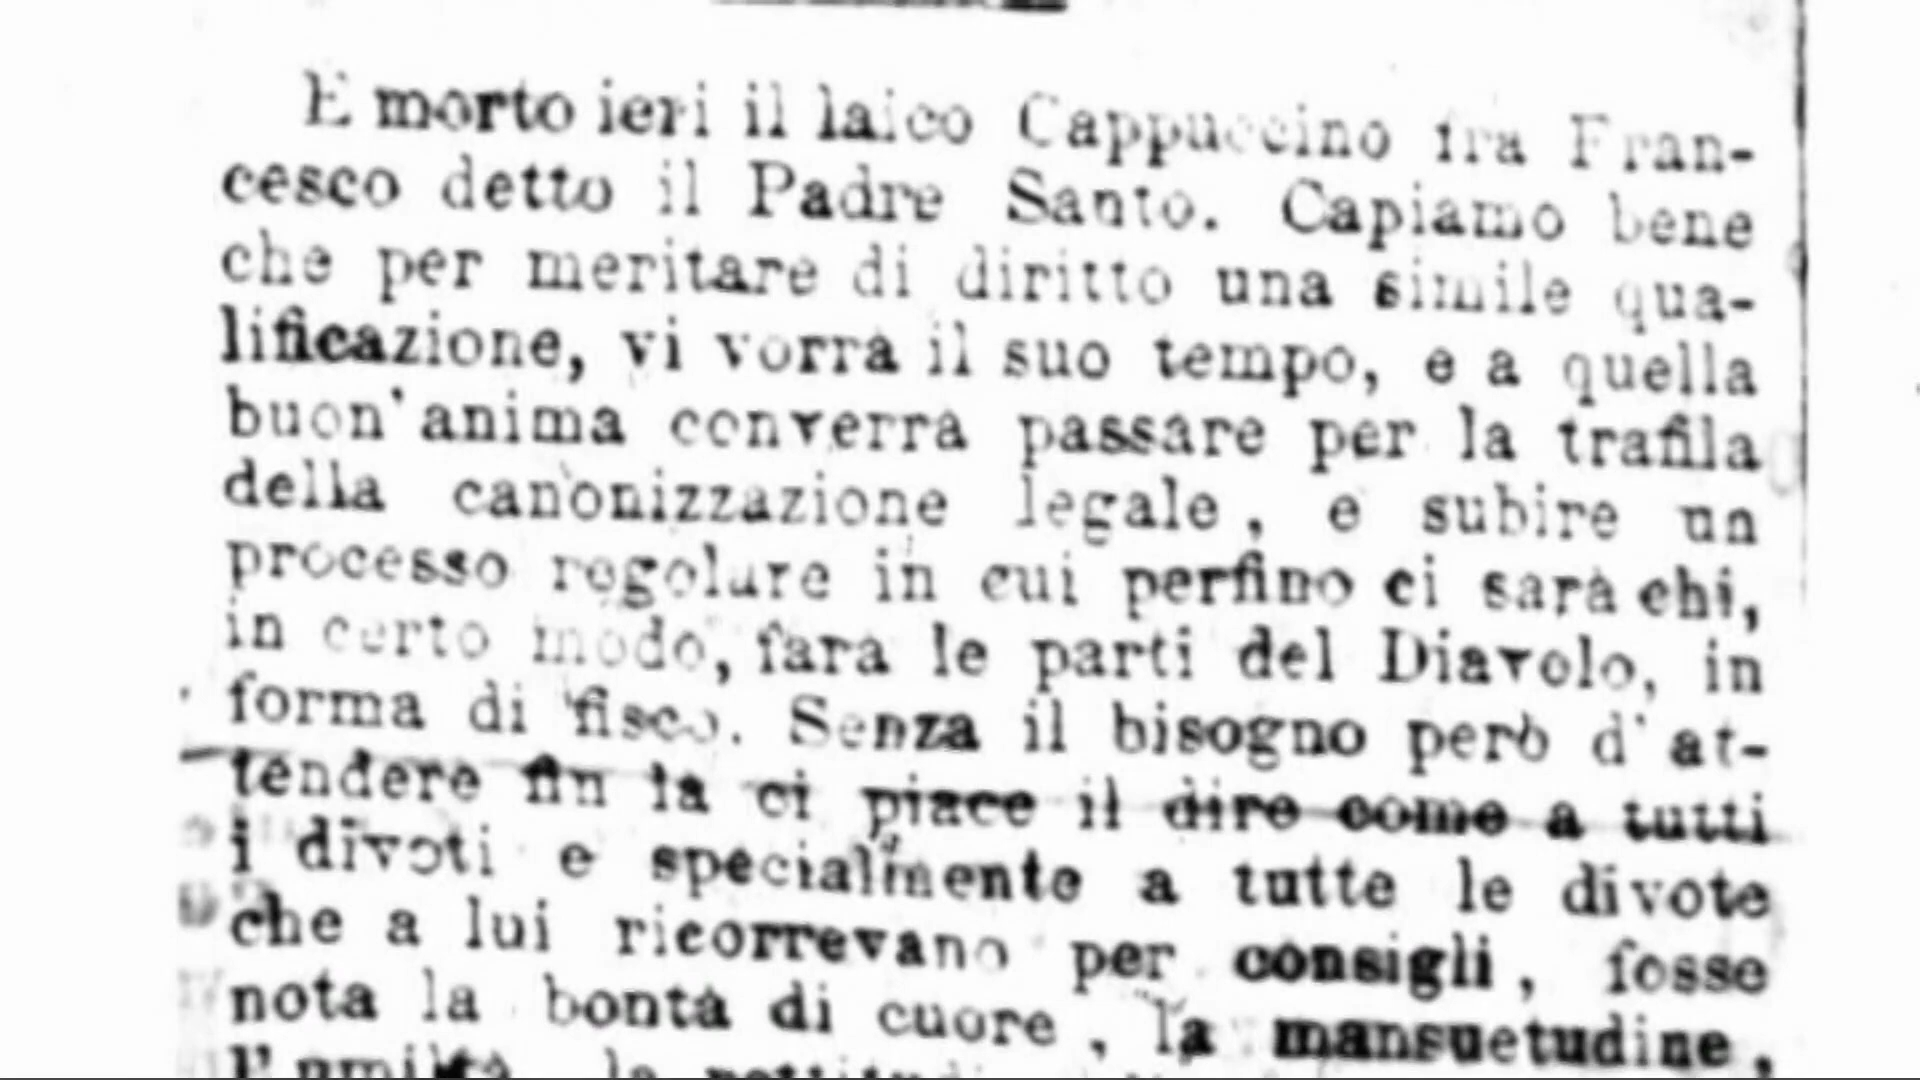 È morto ieri il laico Cappuccino fra Fran-
cesco detto il Padre Santo. Capiamo bene
che per meritare di diritto una simile qua-
lificazione, vi vorrà il suo tempo, e a quella
buon'anima converrà passare per la trafila
della canonizzazione legale, e subire un
processo regolare in cui perfino ci sarà chi,
in certo modo, farà le parti del Diavolo, in
forma di fisco. Senza il bisogno però d'at-
tendere fin là ci piace il dire come a tutti
i divoti e specialmente a tutte le divote
che a lui ricorrevano per consigli, fosse
nota la bontà di cuore, la mansuetudine,
l'umiltà la